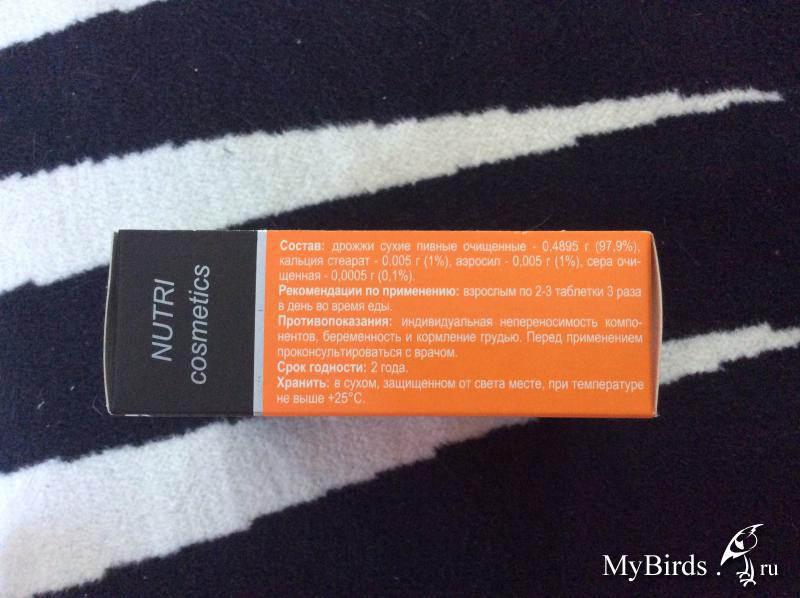 NUTRI
cosmetics
Состав: дрожжи сухие пивные очищенные - 0,4895 г (97,9%),
кальция стеарат - 0,005 г (1%), аэросил - 0,005 г (1%), сера очи-
щенная - 0,0005 г (0,1%).
Рекомендации по применению: взрослым по 2-3 таблетки 3 раза
в день во время еды.
Противопоказания: индивидуальная непереносимость компо-
нентов, беременность и кормление грудью. Перед применением
проконсультироваться с врачом.
Срок годности: 2 года.
Хранить: в сухом, защищенном от света месте, при температуре
не выше +25°С.
MyBirds.ru